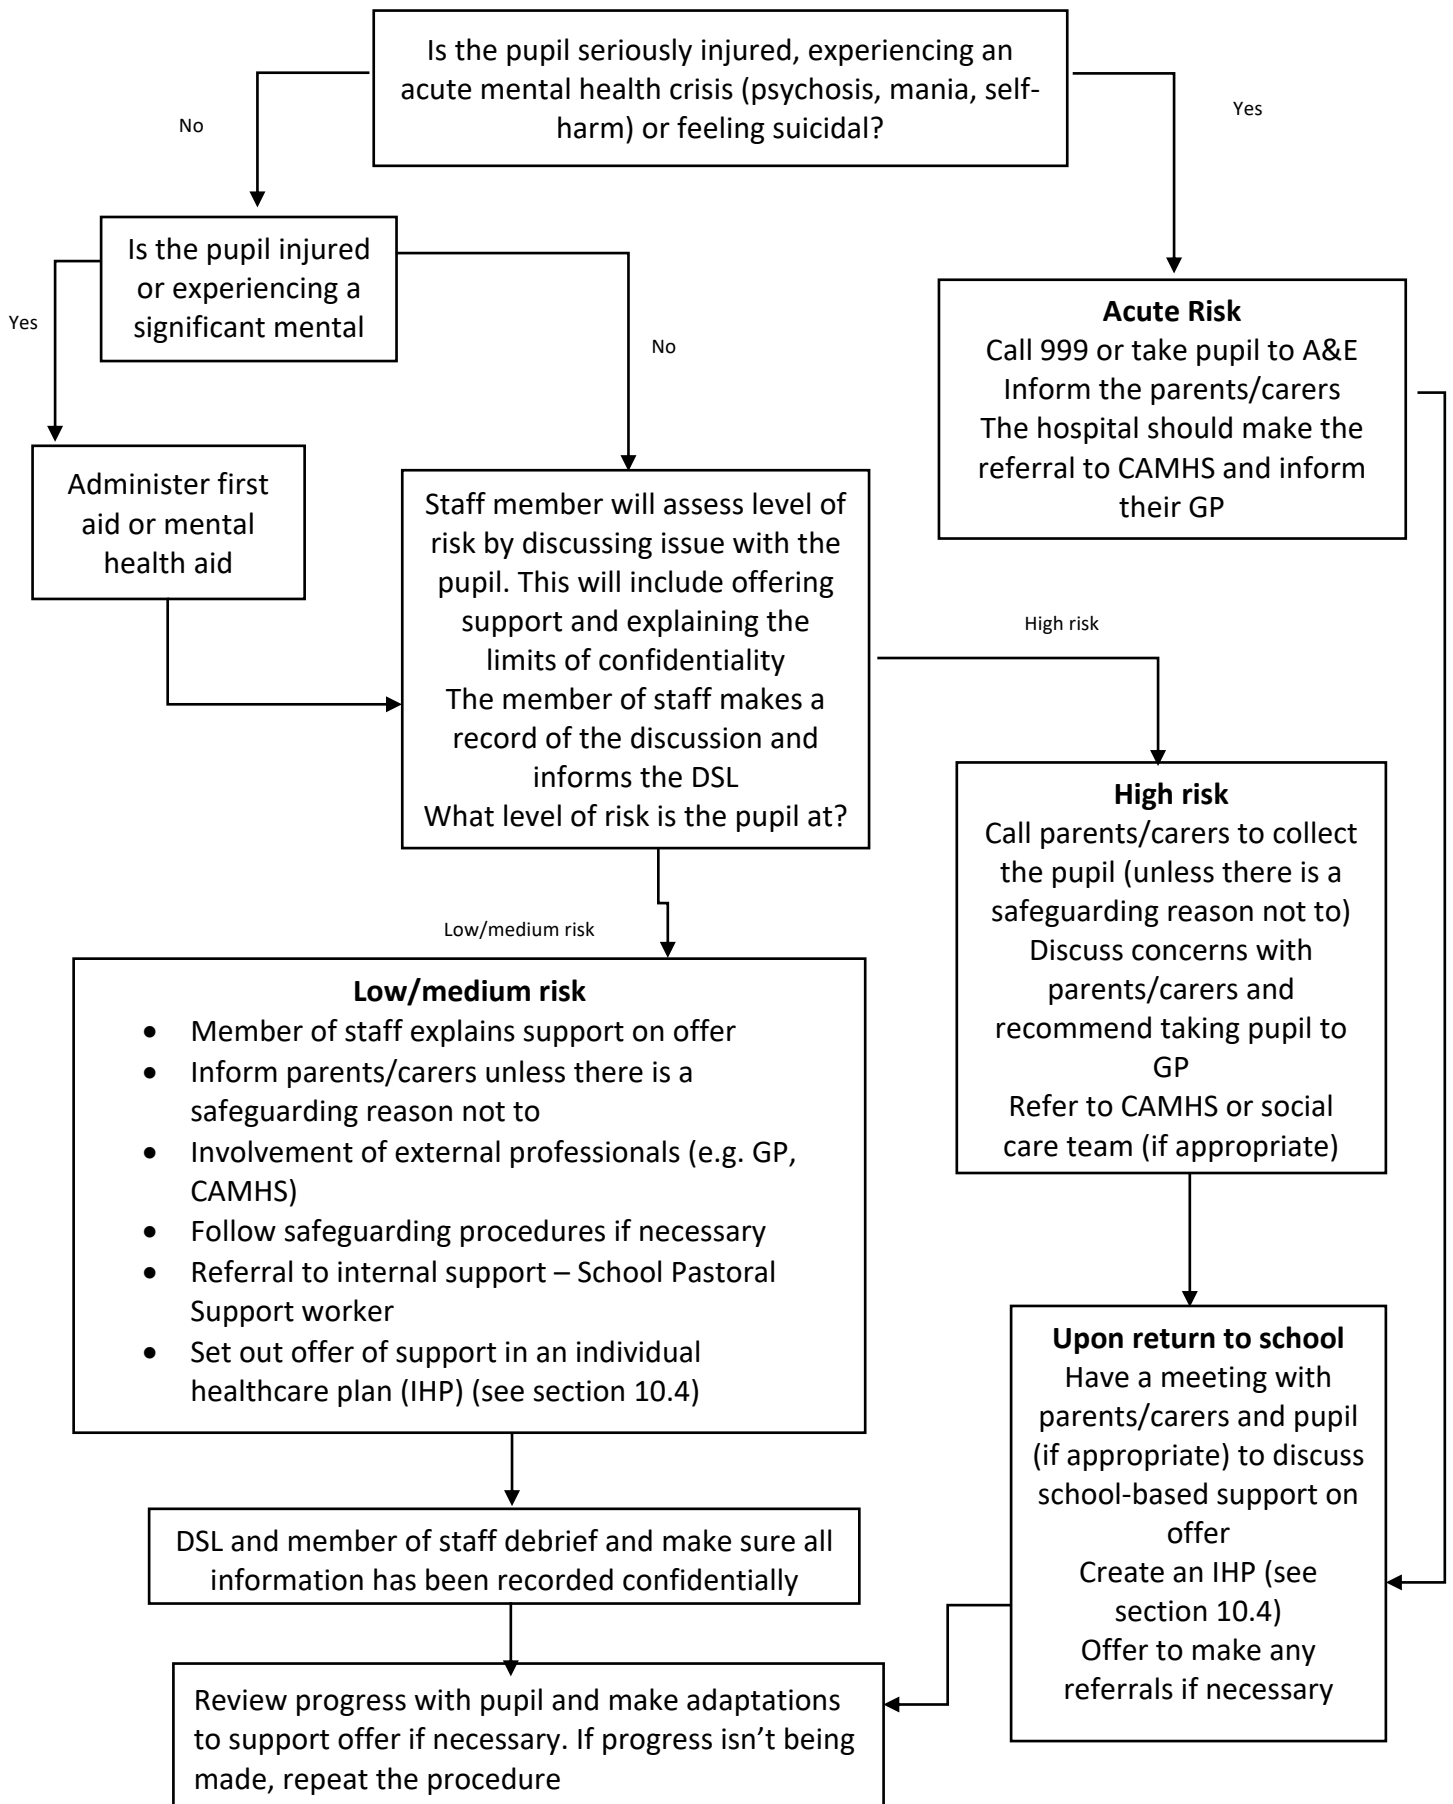 Is the pupil seriously injured, experiencing an
acute mental health crisis (psychosis, mania, self-
harm) or feeling suicidal?
No
Yes
Is the pupil injured
or experiencing a
significant mental
Yes
No
Acute Risk
Call 999 or take pupil to A&E
Inform the parents/carers
The hospital should make the
referral to CAMHS and inform
their GP
Administer first
aid or mental
health aid
Staff member will assess level of
risk by discussing issue with the
pupil. This will include offering
support and explaining the
limits of confidentiality
The member of staff makes a
record of the discussion and
informs the DSL
What level of risk is the pupil at?
High risk
High risk
Call parents/carers to collect
the pupil (unless there is a
safeguarding reason not to)
Discuss concerns with
parents/carers and
recommend taking pupil to
GP
Refer to CAMHS or social
care team (if appropriate)
Low/medium risk
Low/medium risk
• Member of staff explains support on offer
• Inform parents/carers unless there is a
safeguarding reason not to
• Involvement of external professionals (e.g. GP,
CAMHS)
• Follow safeguarding procedures if necessary
• Referral to internal support – School Pastoral
Support worker
• Set out offer of support in an individual
healthcare plan (IHP) (see section 10.4)
Upon return to school
Have a meeting with
parents/carers and pupil
(if appropriate) to discuss
school-based support on
offer
Create an IHP (see
section 10.4)
Offer to make any
referrals if necessary
DSL and member of staff debrief and make sure all
information has been recorded confidentially
Review progress with pupil and make adaptations
to support offer if necessary. If progress isn’t being
made, repeat the procedure